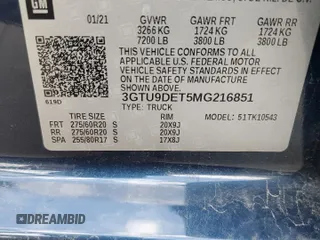 GM
01/21 GVWR GAWR FRT GAWR RR
3266 KG 1724 KG 1724 KG
7200 LB 3800 LB 3800 LB
THIS VEHICLE CONFORMS TO ALL APPLICABLE
U.S. FEDERAL MOTOR VEHICLE SAFETY
STANDARDS IN EFFECT ON THE
DATE OF MANUFACTURE SHOWN ABOVE.
619D 3GTU9DET5MG216851
TYPE: TRUCK
MODEL: 51TK10543
TIRE SIZE RIM
FRT 275/60R20 S 20X9J
RR 275/60R20 S 20X9J
SPA 255/80R17 S 17X8J
DREAMBID